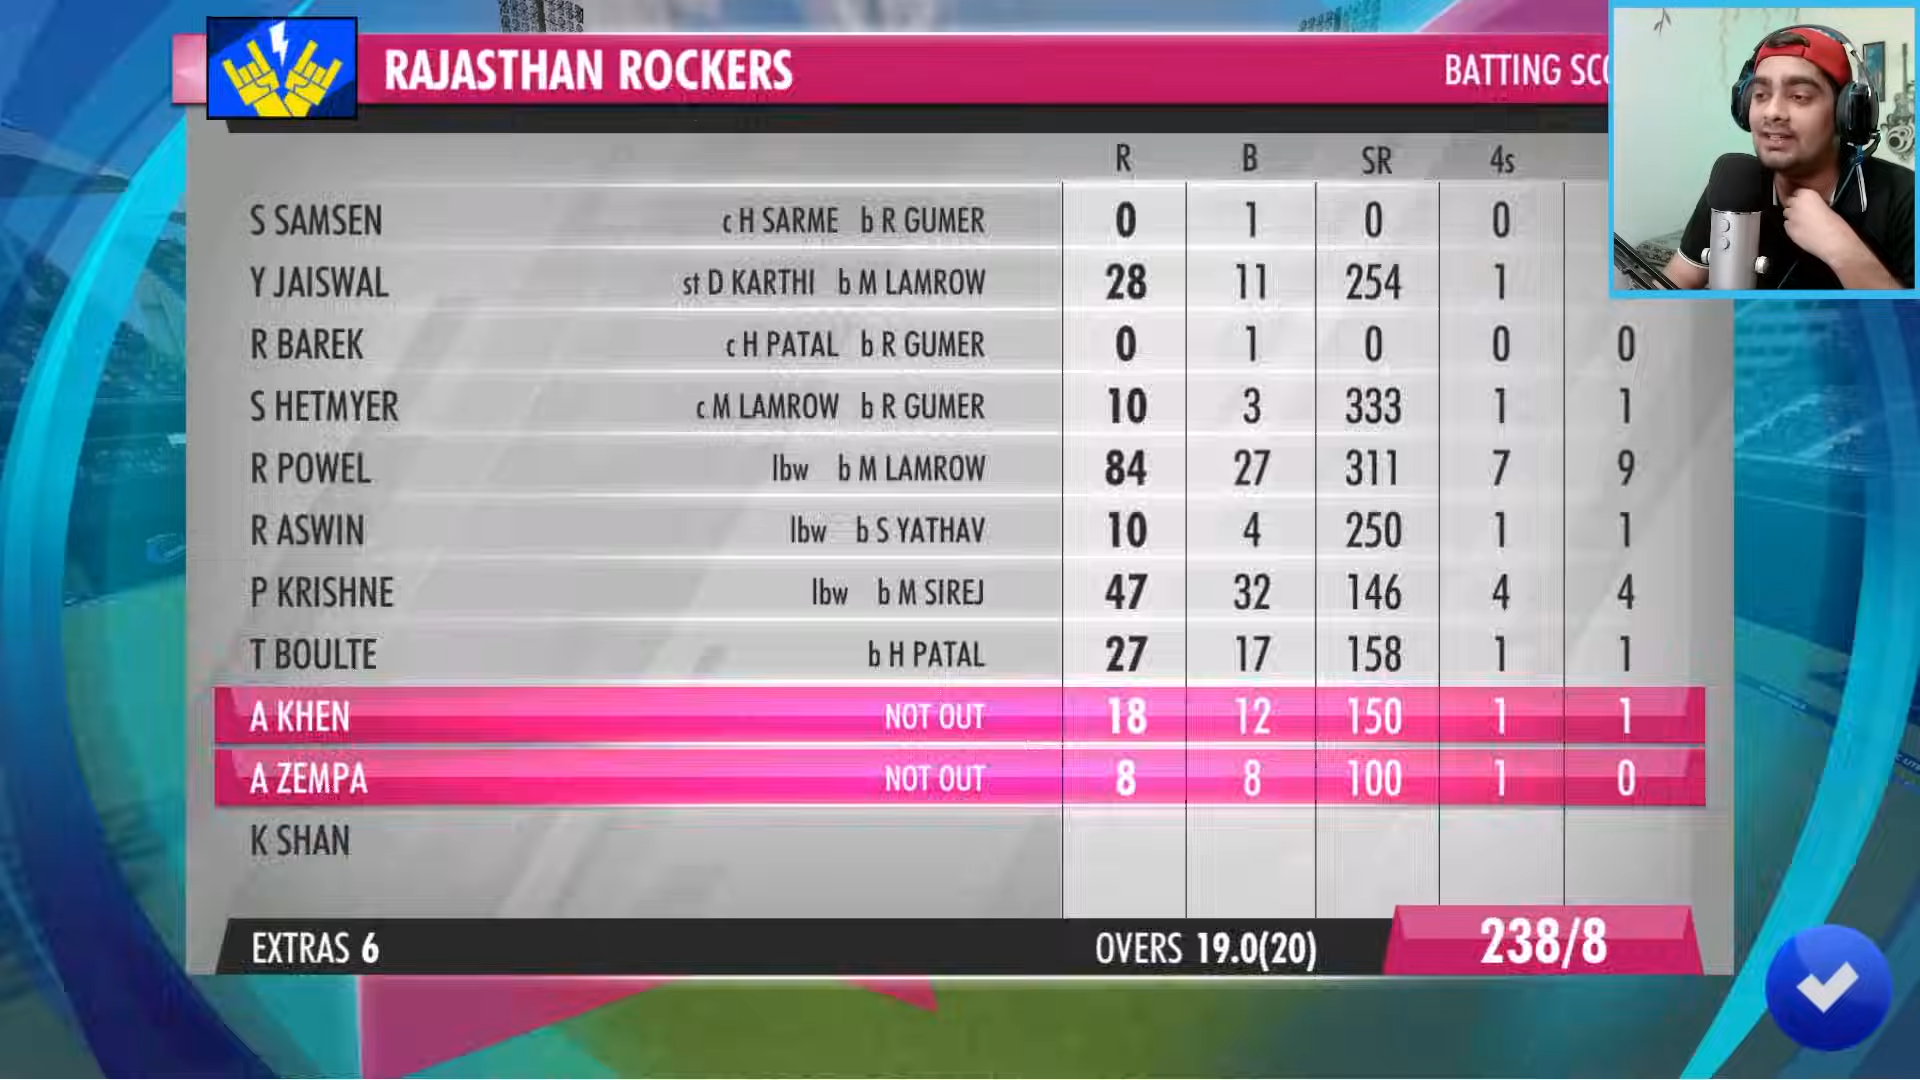 RAJASTHAN ROCKERS BATTING SCO
R B SR 4s
S SAMSEN c H SARME b R GUMER 0 1 0 0
Y JAISWAL st D KARTHI b M LAMROW 28 11 254 1
R BAREK c H PATAL b R GUMER 0 1 0 0 0
S HETMYER c M LAMROW b R GUMER 10 3 333 1 1
R POWEL lbw b M LAMROW 84 27 311 7 9
R ASWIN lbw b S YATHAV 10 4 250 1 1
P KRISHNE lbw b M SIREJ 47 32 146 4 4
T BOULTE b H PATAL 27 17 158 1 1
A KHEN NOT OUT 18 12 150 1 1
A ZEMPA NOT OUT 8 8 100 1 0
K SHAN
EXTRAS 6 OVERS 19.0(20) 238/8